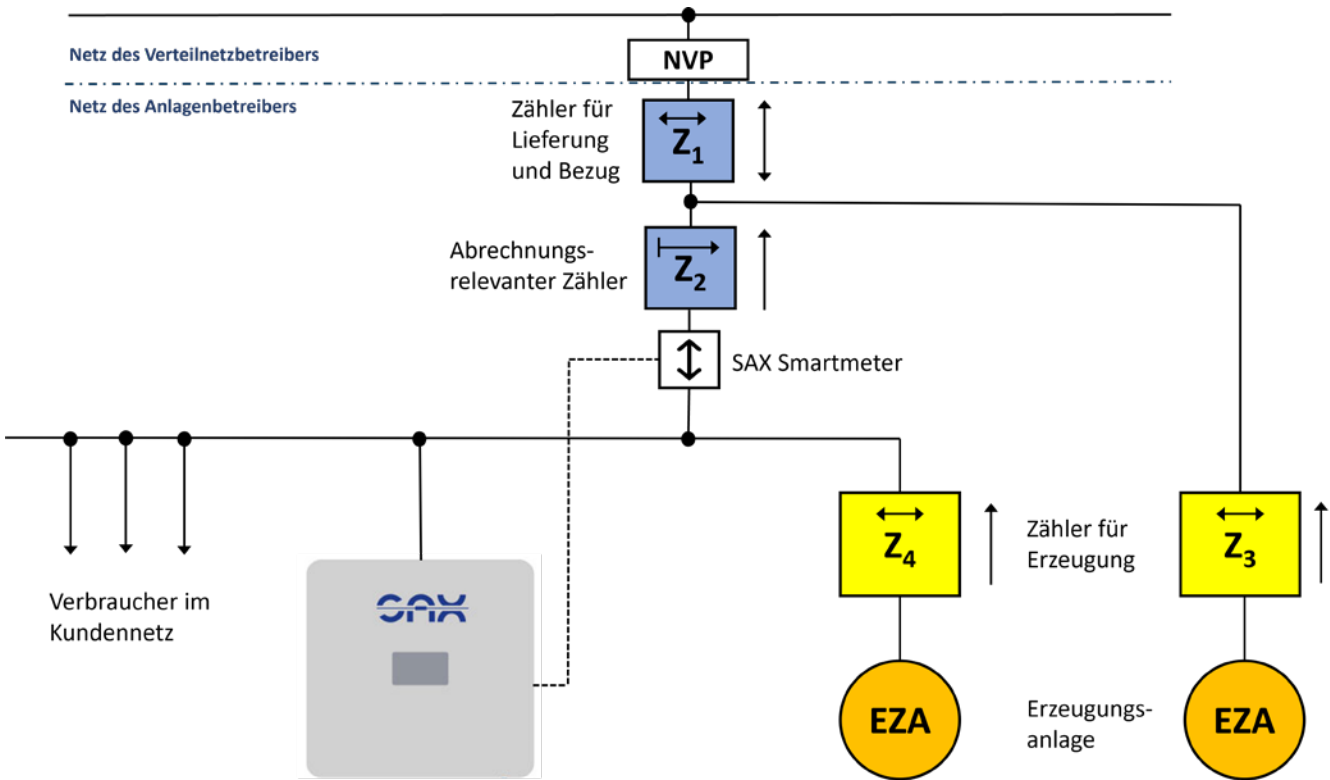 Netz des Verteilnetzbetreibers
NVP
Netz des Anlagenbetreibers
Zähler für
Lieferung
und Bezug
Z1
Abrechnungs-
relevanter Zähler
Z2
SAX Smartmeter
Verbraucher im
Kundennetz
SAX
Z4
Zähler für
Erzeugung
Z3
EZA
Erzeugungs-
anlage
EZA